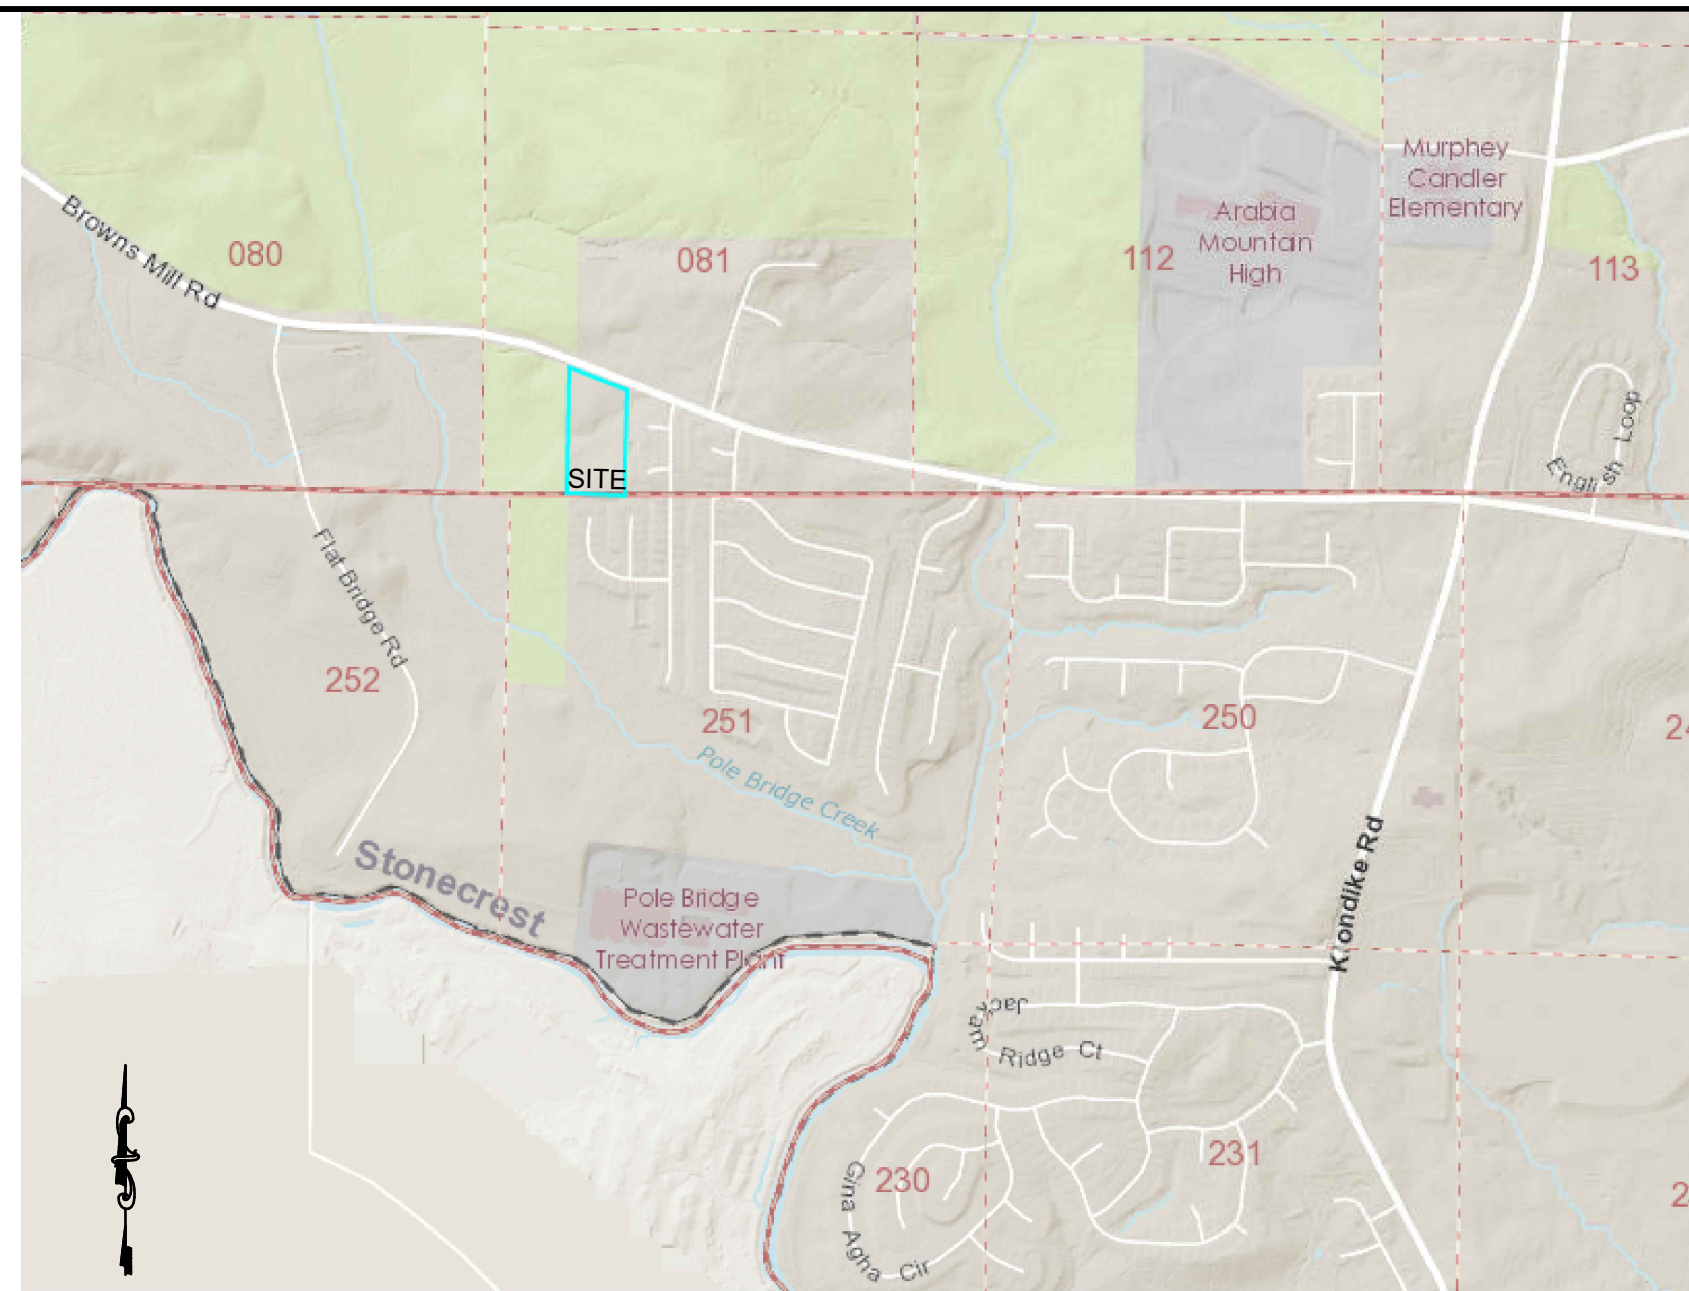 Murphey
Candler
Elementary
Arabia
Mountain
High
Browns Mill Rd
080
081
112
113
English Loop
SITE
Flat Bridge Rd
252
251
250
24
Pole Bridge Creek
Klondike Rd
Stonecrest
Pole Bridge
Wastewater
Treatment Plant
Ridge Ct
230
231
2
Gina Agha Cir